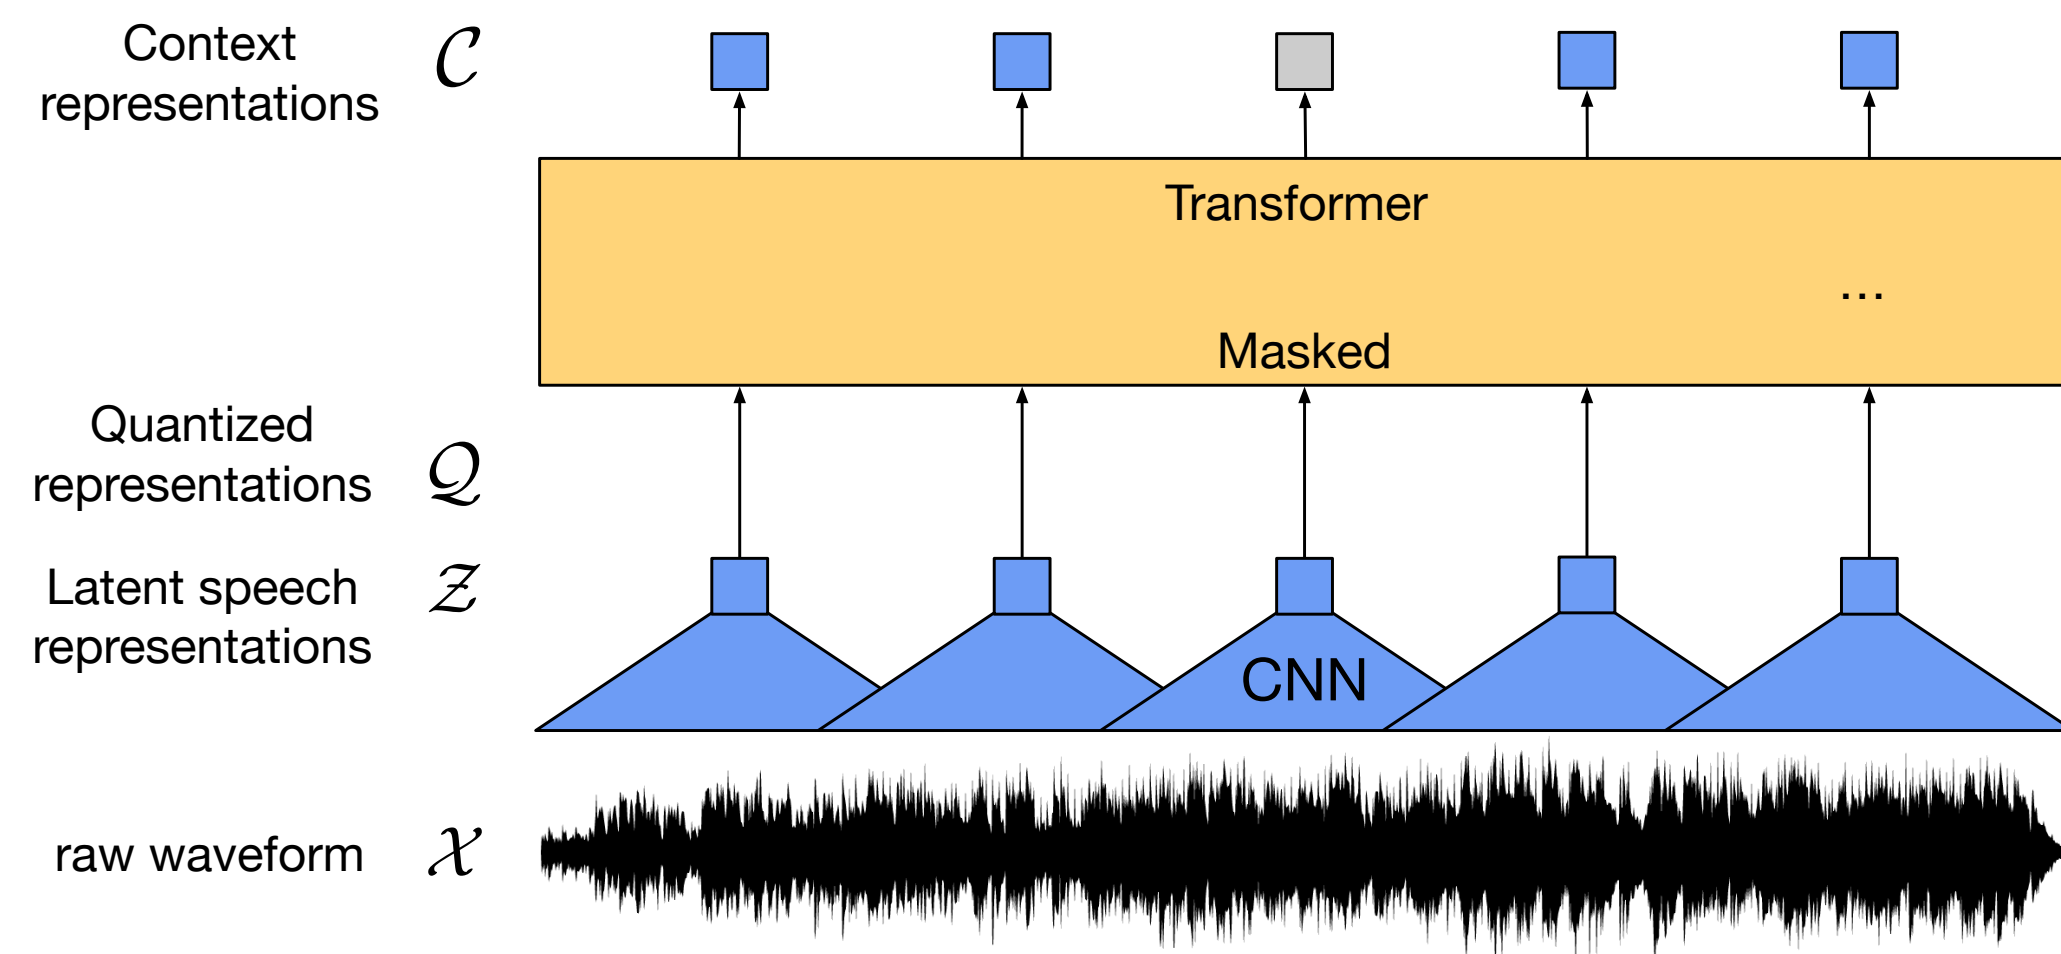 Context
representations
𝒞
Transformer
...
Masked
Quantized
representations
𝒬
Latent speech
representations
𝒵
CNN
raw waveform
𝒳